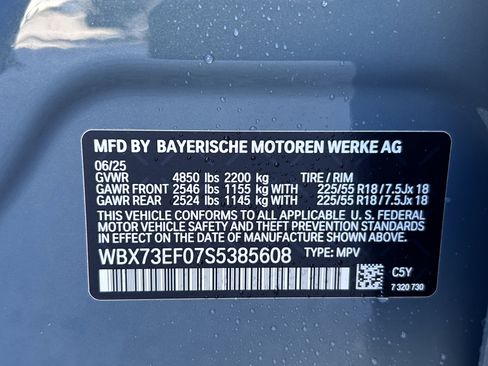 MFD BY BAYERISCHE MOTOREN WERKE AG
06/25
GVWR 4850 lbs 2200 kg TIRE / RIM
GAWR FRONT 2546 lbs 1155 kg WITH 225/55 R18 / 7.5Jx 18
GAWR REAR 2524 lbs 1145 kg WITH 225/55 R18 / 7.5Jx 18
THIS VEHICLE CONFORMS TO ALL APPLICABLE U. S. FEDERAL
MOTOR VEHICLE SAFETY, BUMPER, AND THEFT PREVENTION
STANDARDS IN EFFECT ON THE DATE OF MANUFACTURE SHOWN ABOVE.
WBX73EF07S5385608 TYPE: MPV
C5Y
7 320 730